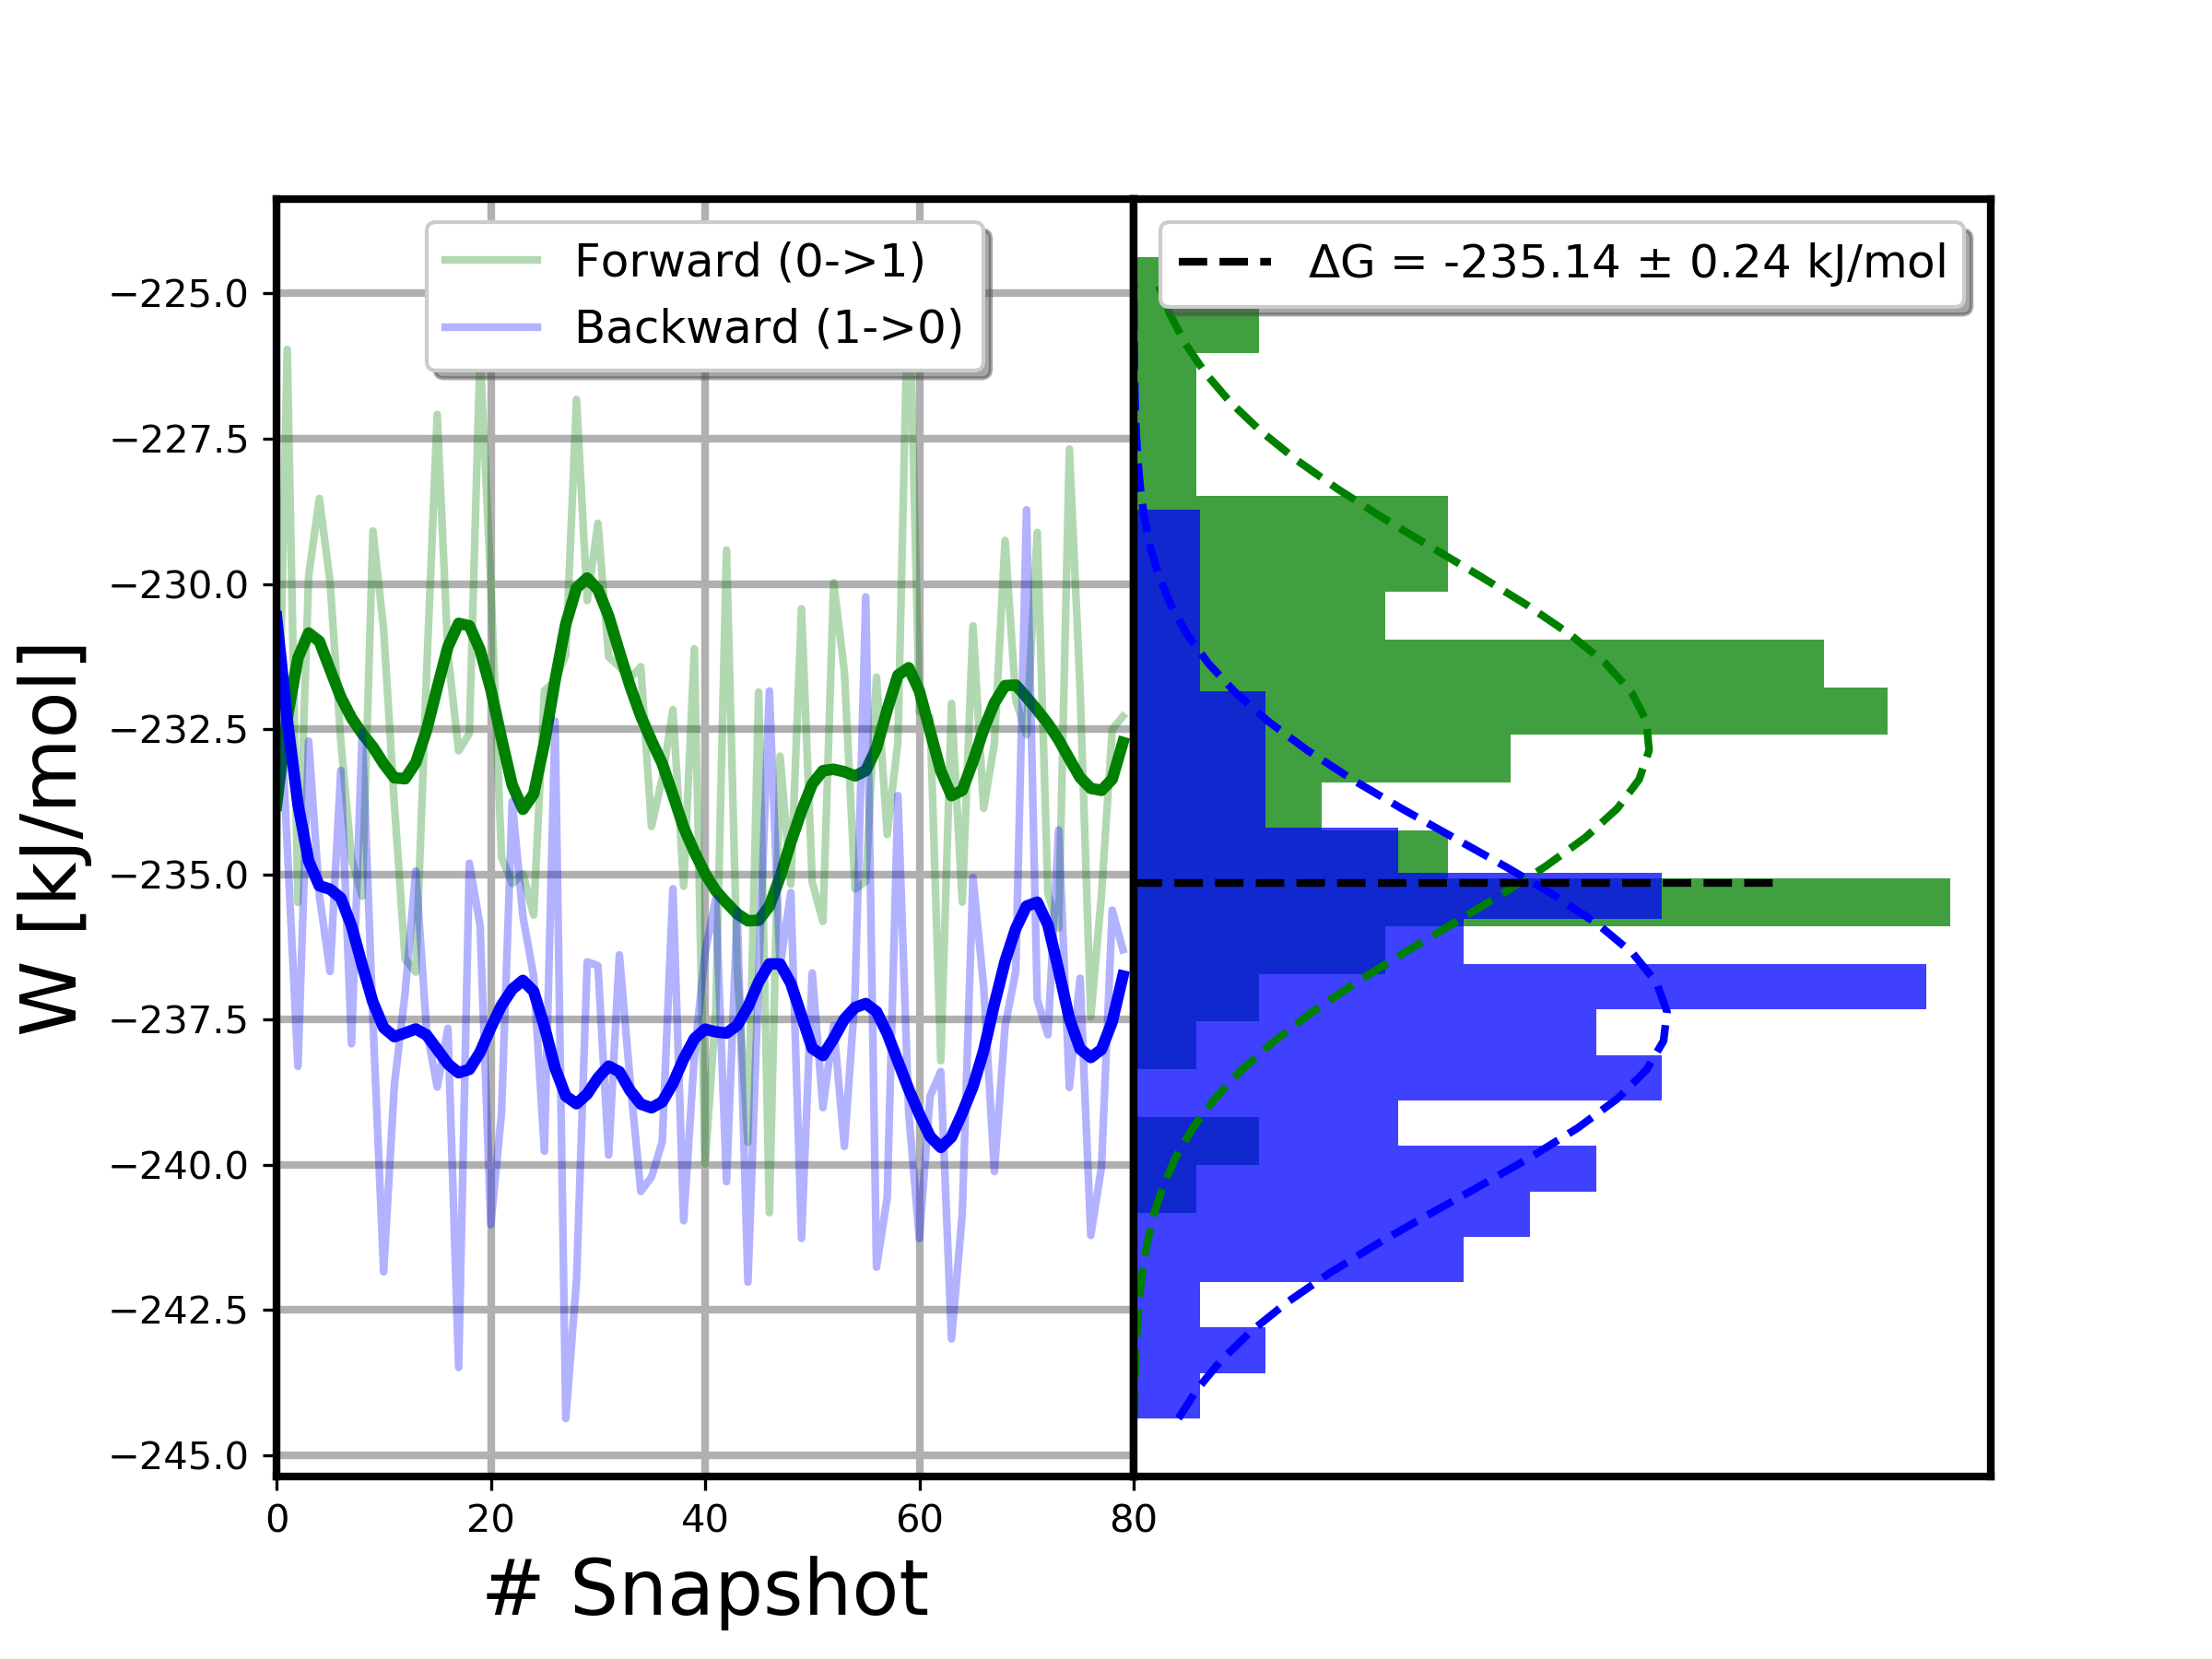 Forward (0->1)
Backward (1->0)
ΔG = -235.14 ± 0.24 kJ/mol
W [kJ/mol]
−225.0
−227.5
−230.0
−232.5
−235.0
−237.5
−240.0
−242.5
−245.0
0 20 40 60 80
# Snapshot